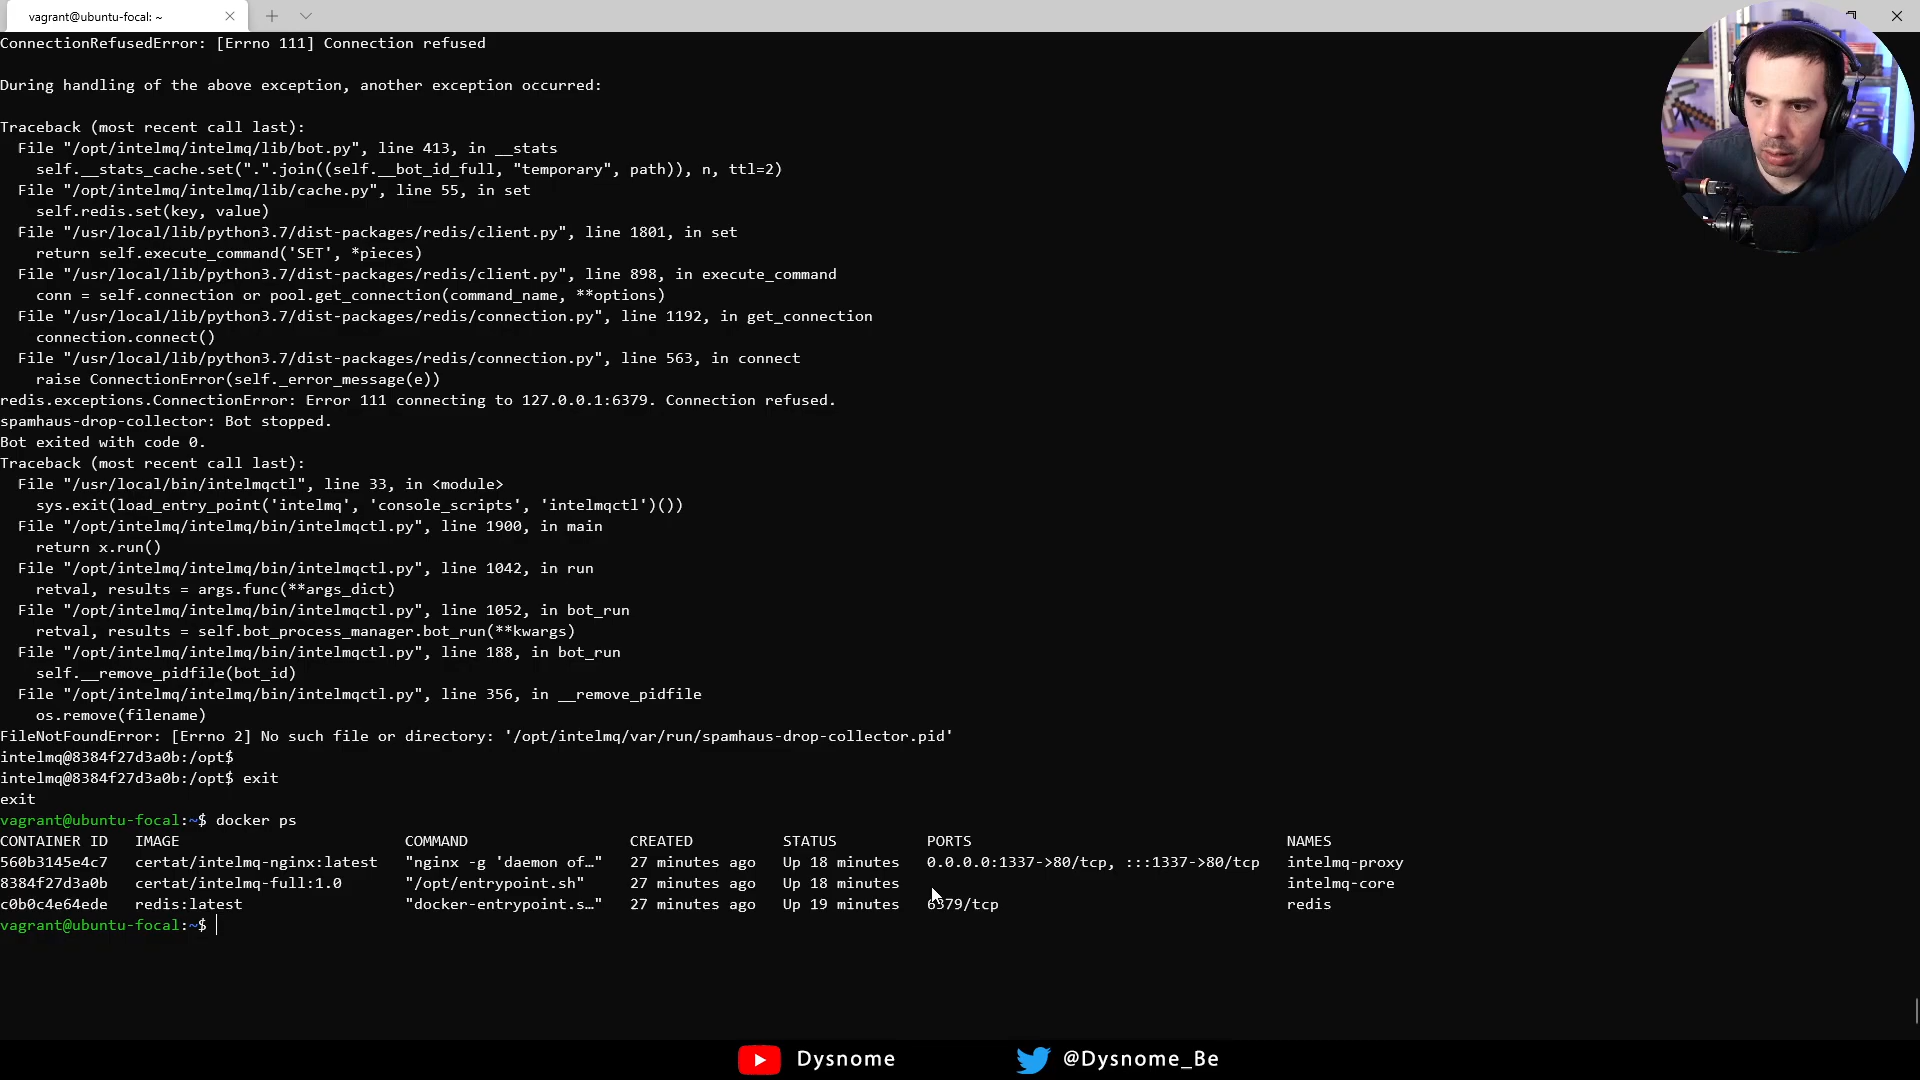 vagrant@ubuntu-focal: ~
ConnectionRefusedError: [Errno 111] Connection refused
During handling of the above exception, another exception occurred:
Traceback (most recent call last):
File "/opt/intelmq/intelmq/lib/bot.py", line 413, in __stats
self.__stats_cache.set(".".join((self.__bot_id_full, "temporary", path)), n, ttl=2)
File "/opt/intelmq/intelmq/lib/cache.py", line 55, in set
self.redis.set(key, value)
File "/usr/local/lib/python3.7/dist-packages/redis/client.py", line 1801, in set
return self.execute_command('SET', *pieces)
File "/usr/local/lib/python3.7/dist-packages/redis/client.py", line 898, in execute_command
conn = self.connection or pool.get_connection(command_name, **options)
File "/usr/local/lib/python3.7/dist-packages/redis/connection.py", line 1192, in get_connection
connection.connect()
File "/usr/local/lib/python3.7/dist-packages/redis/connection.py", line 563, in connect
raise ConnectionError(self._error_message(e))
redis.exceptions.ConnectionError: Error 111 connecting to 127.0.0.1:6379. Connection refused.
spamhaus-drop-collector: Bot stopped.
Bot exited with code 0.
Traceback (most recent call last):
File "/usr/local/bin/intelmqctl", line 33, in <module>
sys.exit(load_entry_point('intelmq', 'console_scripts', 'intelmqctl')())
File "/opt/intelmq/intelmq/bin/intelmqctl.py", line 1900, in main
return x.run()
File "/opt/intelmq/intelmq/bin/intelmqctl.py", line 1042, in run
retval, results = args.func(**args_dict)
File "/opt/intelmq/intelmq/bin/intelmqctl.py", line 1052, in bot_run
retval, results = self.bot_process_manager.bot_run(**kwargs)
File "/opt/intelmq/intelmq/bin/intelmqctl.py", line 188, in bot_run
self.__remove_pidfile(bot_id)
File "/opt/intelmq/intelmq/bin/intelmqctl.py", line 356, in __remove_pidfile
os.remove(filename)
FileNotFoundError: [Errno 2] No such file or directory: '/opt/intelmq/var/run/spamhaus-drop-collector.pid'
intelmq@8384f27d3a0b:/opt$
intelmq@8384f27d3a0b:/opt$ exit
exit
vagrant@ubuntu-focal:~$ docker ps
CONTAINER ID IMAGE COMMAND CREATED STATUS PORTS NAMES
560b3145e4c7 certat/intelmq-nginx:latest "nginx -g 'daemon of…" 27 minutes ago Up 18 minutes 0.0.0.0:1337->80/tcp, :::1337->80/tcp intelmq-proxy
8384f27d3a0b certat/intelmq-full:1.0 "/opt/entrypoint.sh" 27 minutes ago Up 18 minutes intelmq-core
c0b0c4e64ede redis:latest "docker-entrypoint.s…" 27 minutes ago Up 19 minutes 6379/tcp redis
vagrant@ubuntu-focal:~$
Dysnome @Dysnome_Be